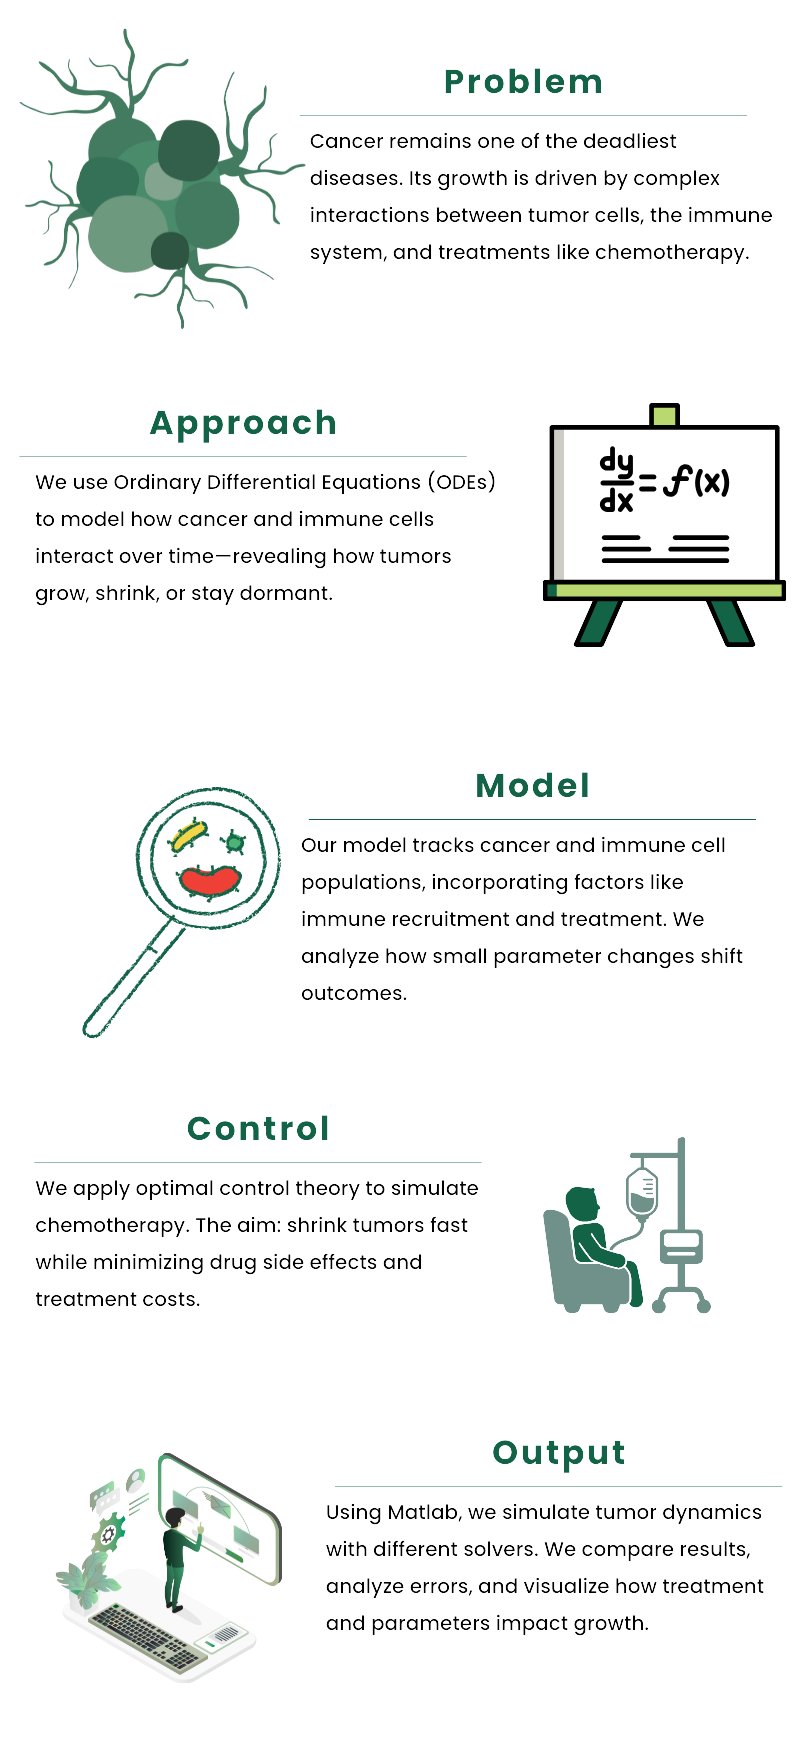 Problem
Cancer remains one of the deadliest
diseases. Its growth is driven by complex
interactions between tumor cells, the immune
system, and treatments like chemotherapy.
Approach
We use Ordinary Differential Equations (ODEs)
to model how cancer and immune cells
interact over time—revealing how tumors
grow, shrink, or stay dormant.
dy/dx = f(x)
Model
Our model tracks cancer and immune cell
populations, incorporating factors like
immune recruitment and treatment. We
analyze how small parameter changes shift
outcomes.
Control
We apply optimal control theory to simulate
chemotherapy. The aim: shrink tumors fast
while minimizing drug side effects and
treatment costs.
Output
Using Matlab, we simulate tumor dynamics
with different solvers. We compare results,
analyze errors, and visualize how treatment
and parameters impact growth.